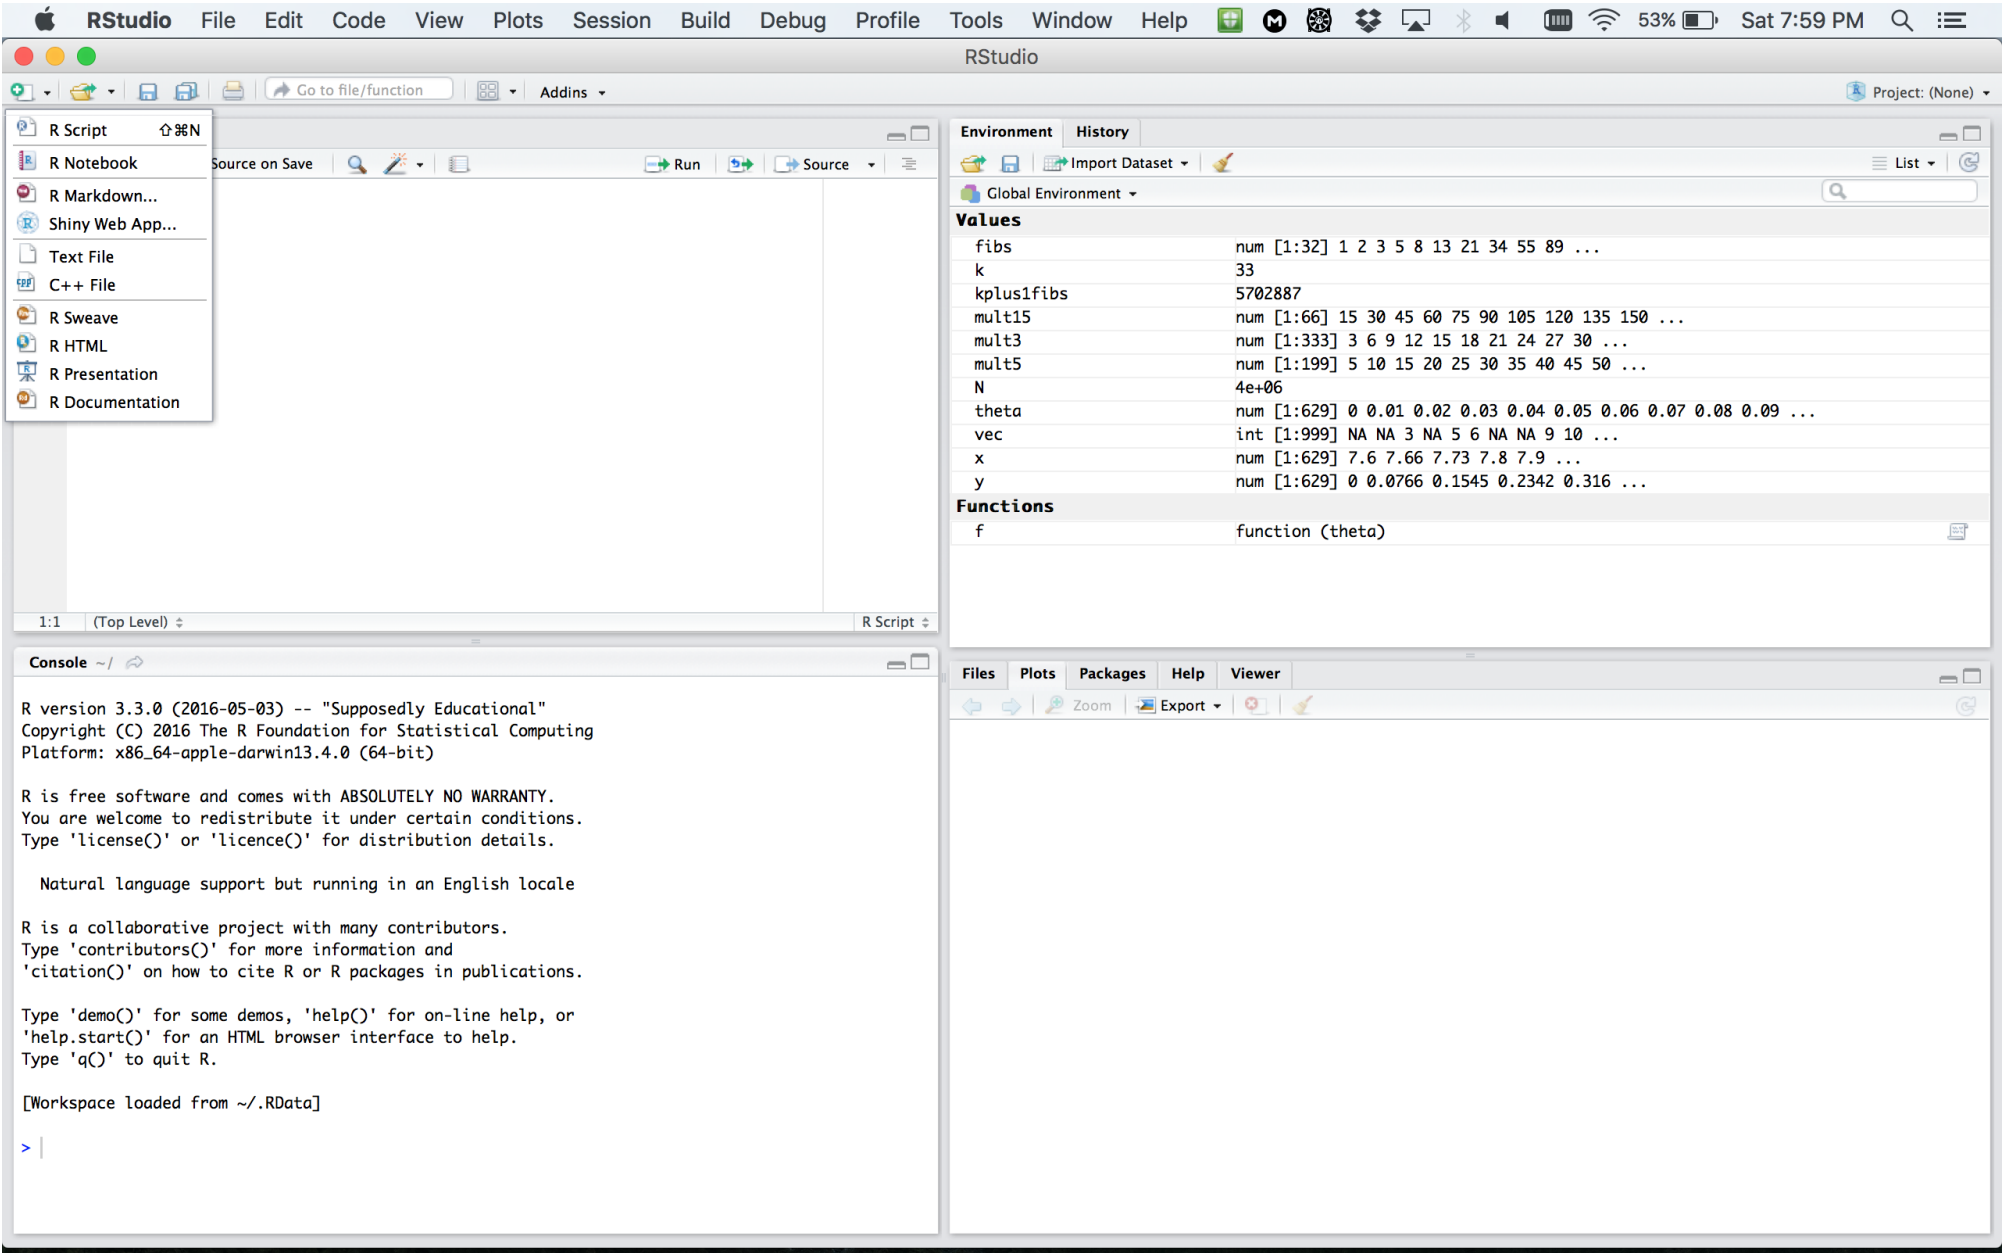 RStudio File Edit Code View Plots Session Build Debug Profile Tools Window Help 53% Sat 7:59 PM
RStudio
Go to file/function Addins Project: (None)
R Script ⇧⌘N
R Notebook
R Markdown...
Shiny Web App...
Text File
C++ File
R Sweave
R HTML
R Presentation
R Documentation
Source on Save Run Source
1:1 (Top Level) R Script
Environment History
Import Dataset List
Global Environment
Values
fibs num [1:32] 1 2 3 5 8 13 21 34 55 89 ...
k 33
kplus1fibs 5702887
mult15 num [1:66] 15 30 45 60 75 90 105 120 135 150 ...
mult3 num [1:333] 3 6 9 12 15 18 21 24 27 30 ...
mult5 num [1:199] 5 10 15 20 25 30 35 40 45 50 ...
N 4e+06
theta num [1:629] 0 0.01 0.02 0.03 0.04 0.05 0.06 0.07 0.08 0.09 ...
vec int [1:999] NA NA 3 NA 5 6 NA NA 9 10 ...
x num [1:629] 7.6 7.66 7.73 7.8 7.9 ...
y num [1:629] 0 0.0766 0.1545 0.2342 0.316 ...
Functions
f function (theta)
Console ~/
R version 3.3.0 (2016-05-03) -- "Supposedly Educational"
Copyright (C) 2016 The R Foundation for Statistical Computing
Platform: x86_64-apple-darwin13.4.0 (64-bit)
R is free software and comes with ABSOLUTELY NO WARRANTY.
You are welcome to redistribute it under certain conditions.
Type 'license()' or 'licence()' for distribution details.
Natural language support but running in an English locale
R is a collaborative project with many contributors.
Type 'contributors()' for more information and
'citation()' on how to cite R or R packages in publications.
Type 'demo()' for some demos, 'help()' for on-line help, or
'help.start()' for an HTML browser interface to help.
Type 'q()' to quit R.
[Workspace loaded from ~/.RData]
>
Files Plots Packages Help Viewer
Zoom Export